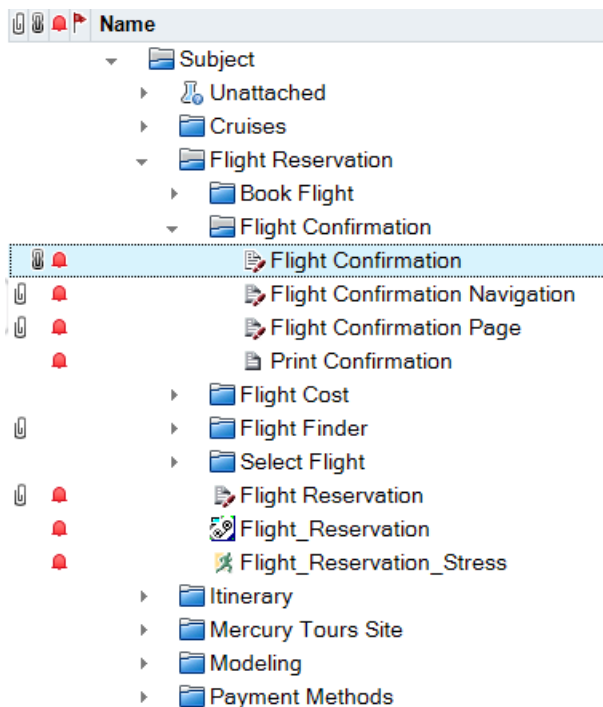 Name
Subject
Unattached
Cruises
Flight Reservation
Book Flight
Flight Confirmation
Flight Confirmation
Flight Confirmation Navigation
Flight Confirmation Page
Print Confirmation
Flight Cost
Flight Finder
Select Flight
Flight Reservation
Flight_Reservation
Flight_Reservation_Stress
Itinerary
Mercury Tours Site
Modeling
Payment Methods